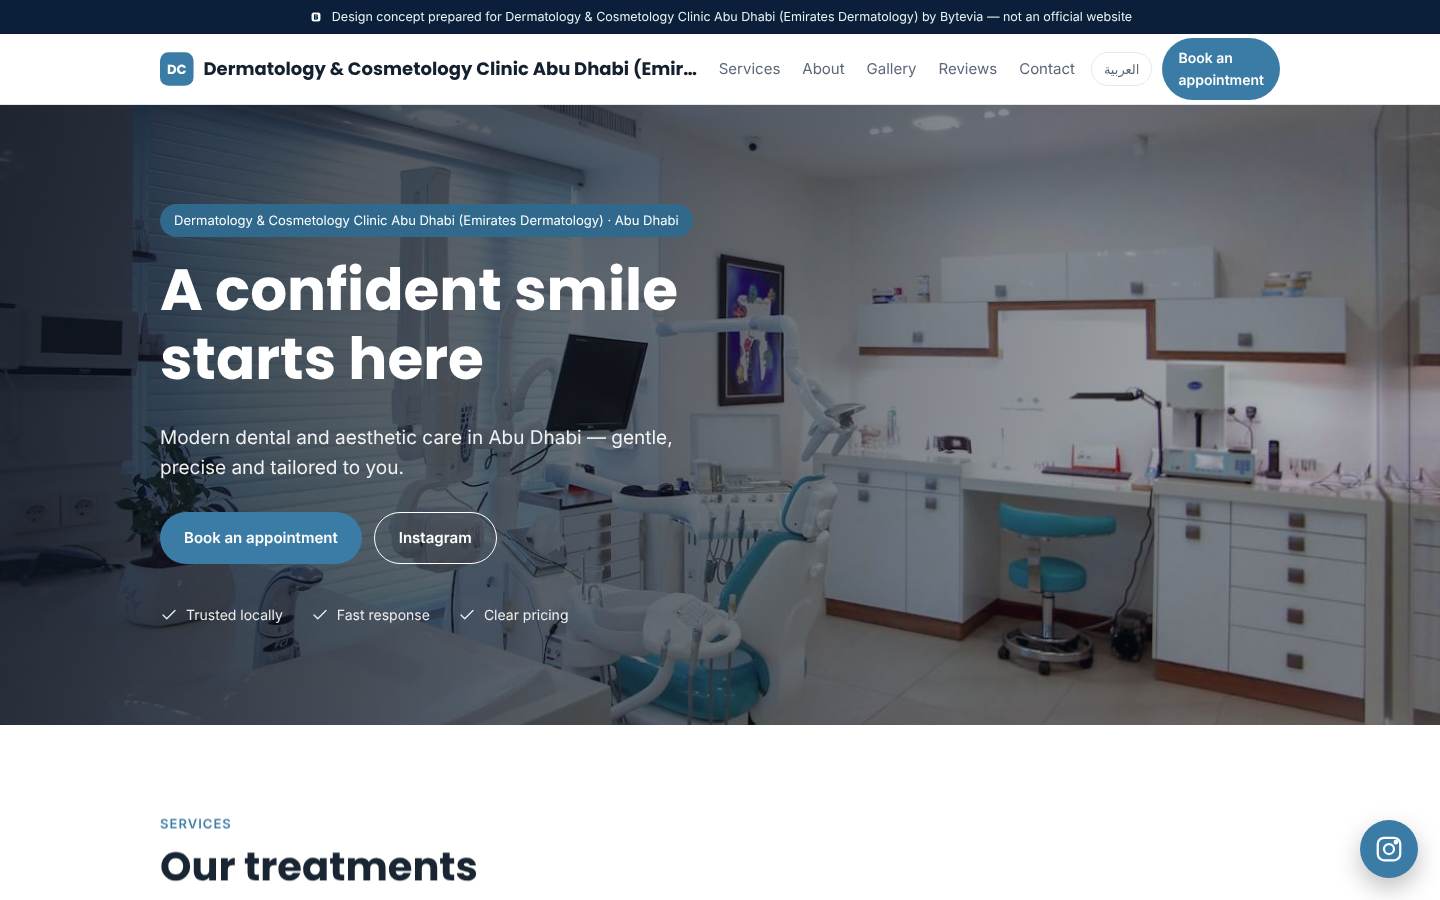 Design concept prepared for Dermatology & Cosmetology Clinic Abu Dhabi (Emirates Dermatology) by Bytevia — not an official website
DC
Dermatology & Cosmetology Clinic Abu Dhabi (Emir...
Services
About
Gallery
Reviews
Contact
العربية
Book an
appointment
Dermatology & Cosmetology Clinic Abu Dhabi (Emirates Dermatology) · Abu Dhabi
A confident smile
starts here
Modern dental and aesthetic care in Abu Dhabi — gentle,
precise and tailored to you.
Book an appointment
Instagram
Trusted locally
Fast response
Clear pricing
SERVICES
Our treatments